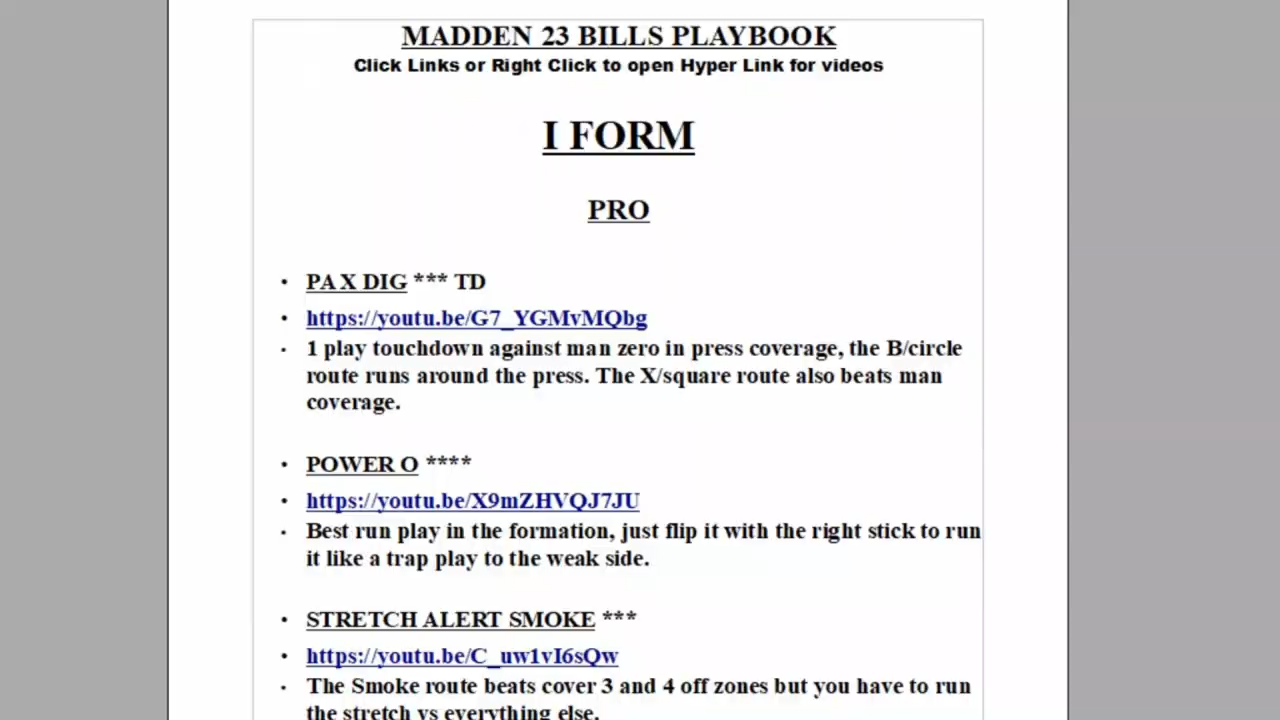 MADDEN 23 BILLS PLAYBOOK
Click Links or Right Click to open Hyper Link for videos
I FORM
PRO
• PA X DIG *** TD
• https://youtu.be/G7_YGMvMQbg
• 1 play touchdown against man zero in press coverage, the B/circle
route runs around the press. The X/square route also beats man
coverage.
• POWER O ****
• https://youtu.be/X9mZHVQJ7JU
• Best run play in the formation, just flip it with the right stick to run
it like a trap play to the weak side.
• STRETCH ALERT SMOKE ***
• https://youtu.be/C_uw1vI6sQw
• The Smoke route beats cover 3 and 4 off zones but you have to run
the stretch vs everything else.